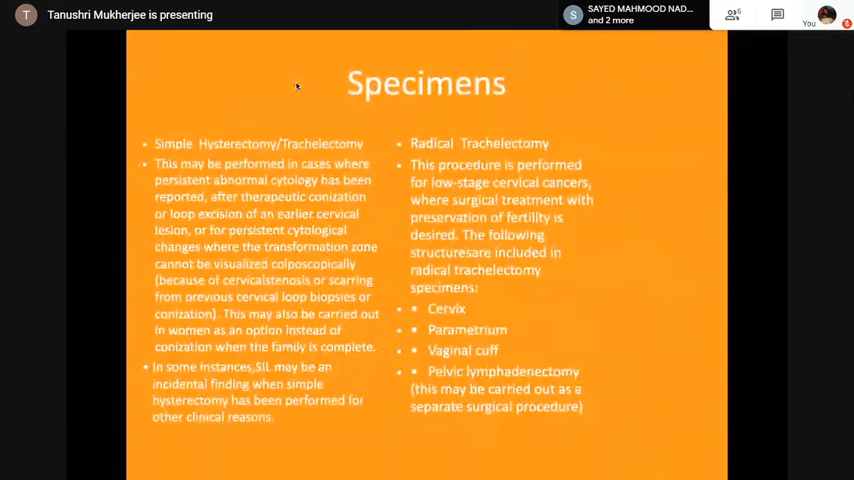 T Tanushri Mukherjee is presenting
S SAYED MAHMOOD NAD...
and 2 more
6
You
Specimens
• Simple Hysterectomy/Trachelectomy
• This may be performed in cases where
persistent abnormal cytology has been
reported, after therapeutic conization
or loop excision of an earlier cervical
lesion, or for persistent cytological
changes where the transformation zone
cannot be visualized colposcopically
(because of cervicalstenosis or scarring
from previous cervical loop biopsies or
conization). This may also be carried out
in women as an option instead of
conization when the family is complete.
• In some instances,SIL may be an
incidental finding when simple
hysterectomy has been performed for
other clinical reasons.
• Radical Trachelectomy
• This procedure is performed
for low-stage cervical cancers,
where surgical treatment with
preservation of fertility is
desired. The following
structuresare included in
radical trachelectomy
specimens:
• • Cervix
• • Parametrium
• • Vaginal cuff
• • Pelvic lymphadenectomy
(this may be carried out as a
separate surgical procedure)